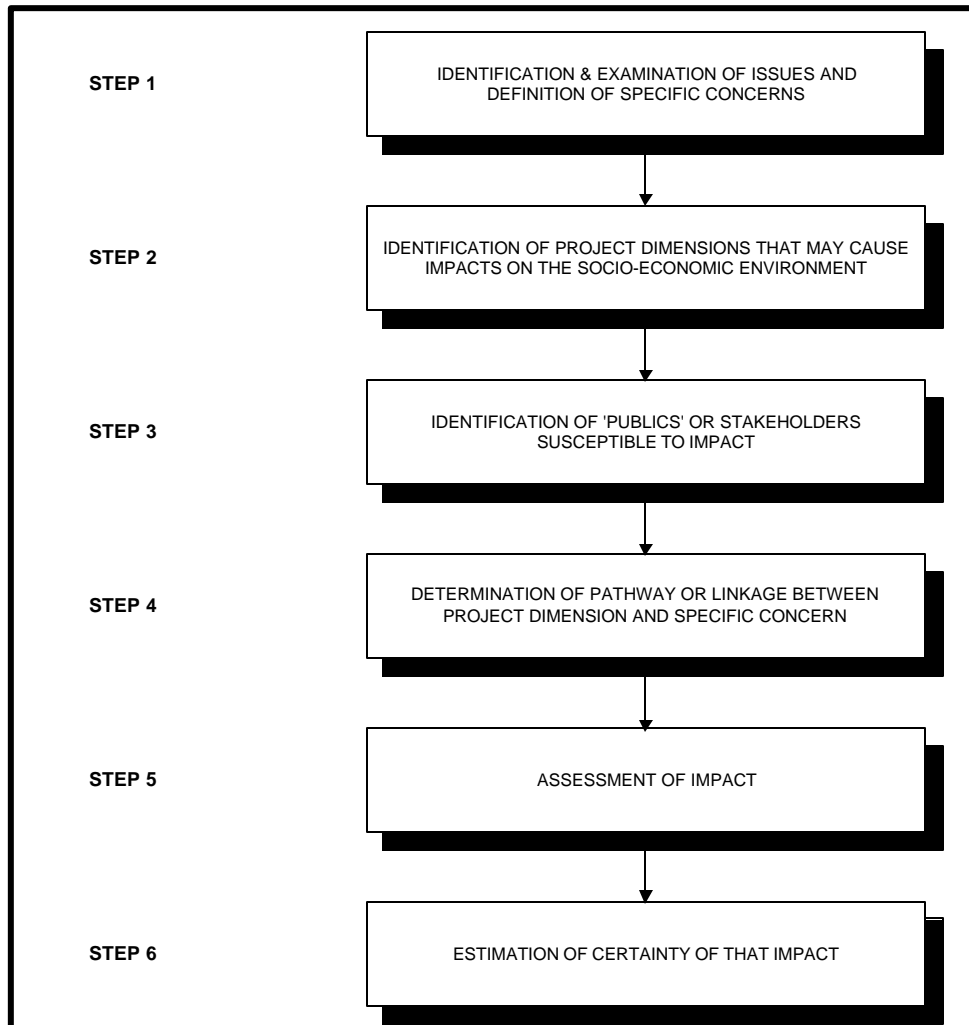 STEP 1
IDENTIFICATION & EXAMINATION OF ISSUES AND
DEFINITION OF SPECIFIC CONCERNS
STEP 2
IDENTIFICATION OF PROJECT DIMENSIONS THAT MAY CAUSE
IMPACTS ON THE SOCIO-ECONOMIC ENVIRONMENT
STEP 3
IDENTIFICATION OF 'PUBLICS' OR STAKEHOLDERS
SUSCEPTIBLE TO IMPACT
STEP 4
DETERMINATION OF PATHWAY OR LINKAGE BETWEEN
PROJECT DIMENSION AND SPECIFIC CONCERN
STEP 5
ASSESSMENT OF IMPACT
STEP 6
ESTIMATION OF CERTAINTY OF THAT IMPACT